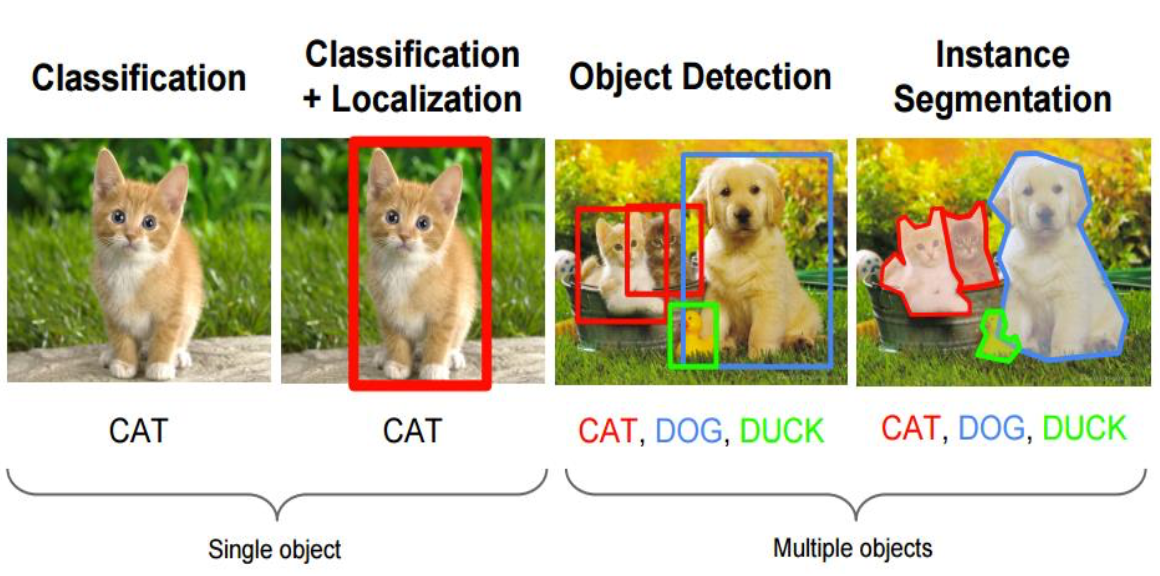 Classification
Classification
+ Localization
Object Detection
Instance
Segmentation
CAT
CAT
CAT, DOG, DUCK
CAT, DOG, DUCK
Single object
Multiple objects